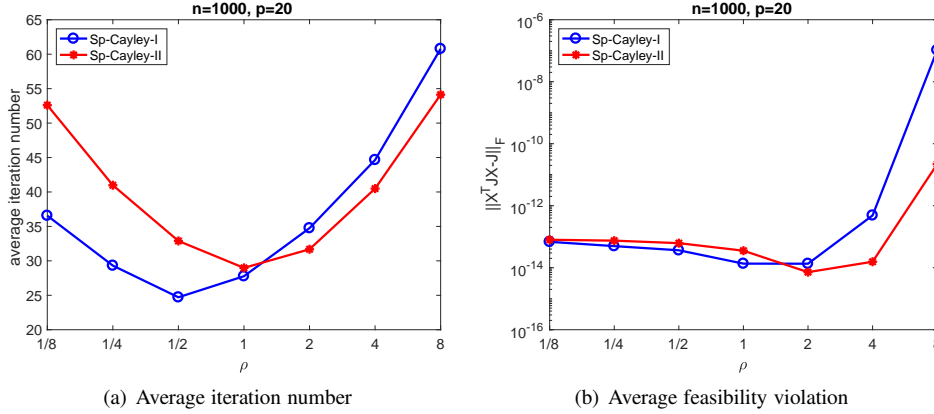 n=1000, p=20
Sp-Cayley-I
Sp-Cayley-II
average iteration number
65
60
55
50
45
40
35
30
25
20
1/8 1/4 1/2 1 2 4 8
ρ
(a) Average iteration number
n=1000, p=20
Sp-Cayley-I
Sp-Cayley-II
||X^T JX-J||_F
10^-6
10^-8
10^-10
10^-12
10^-14
10^-16
1/8 1/4 1/2 1 2 4 8
ρ
(b) Average feasibility violation